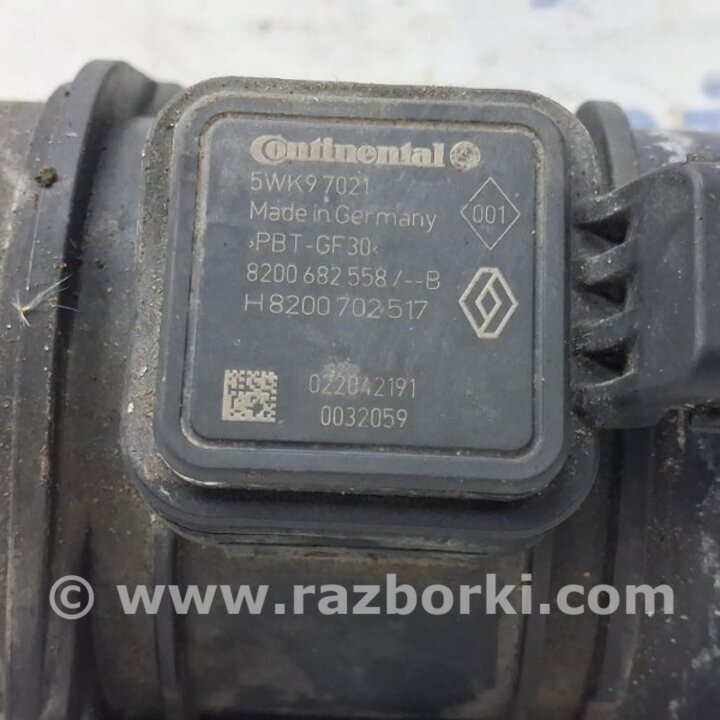 Continental
5WK9 7021
Made in Germany
001
›PBT-GF30‹
8200 682 558 / --B
H8200 702 517
022042191
0032059
© www.razborki.com